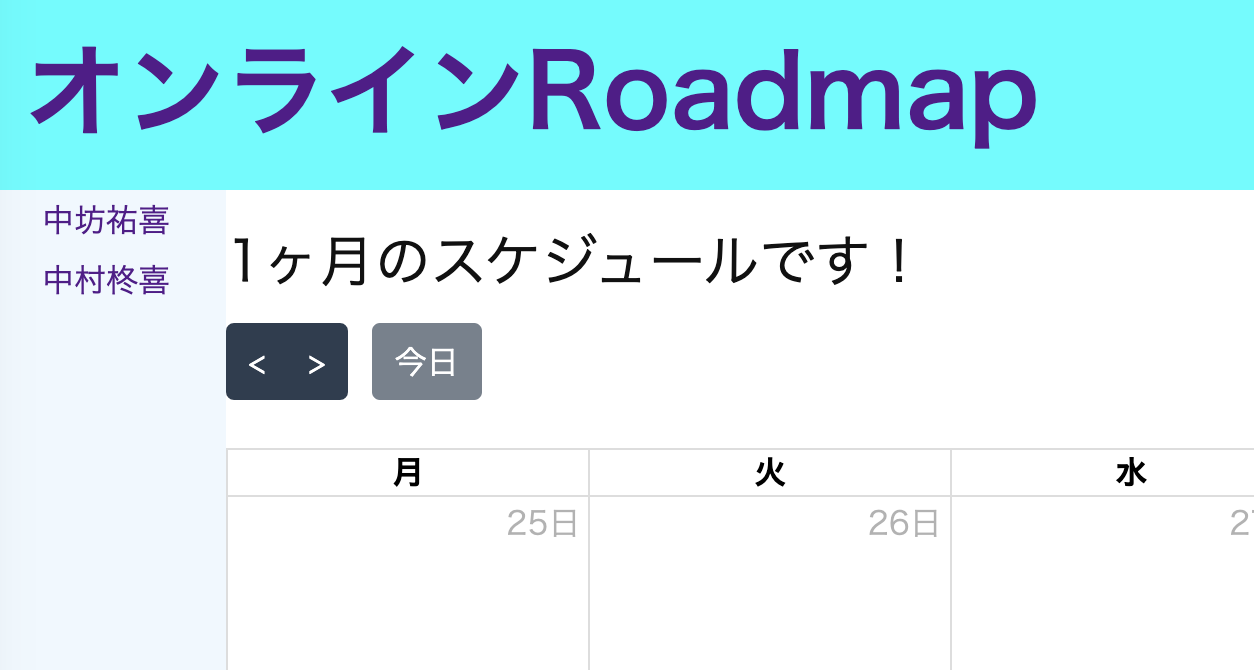 オンラインRoadmap
中坊祐喜
中村柊喜
1ヶ月のスケジュールです！
< > 今日
月 火 水
25日 26日